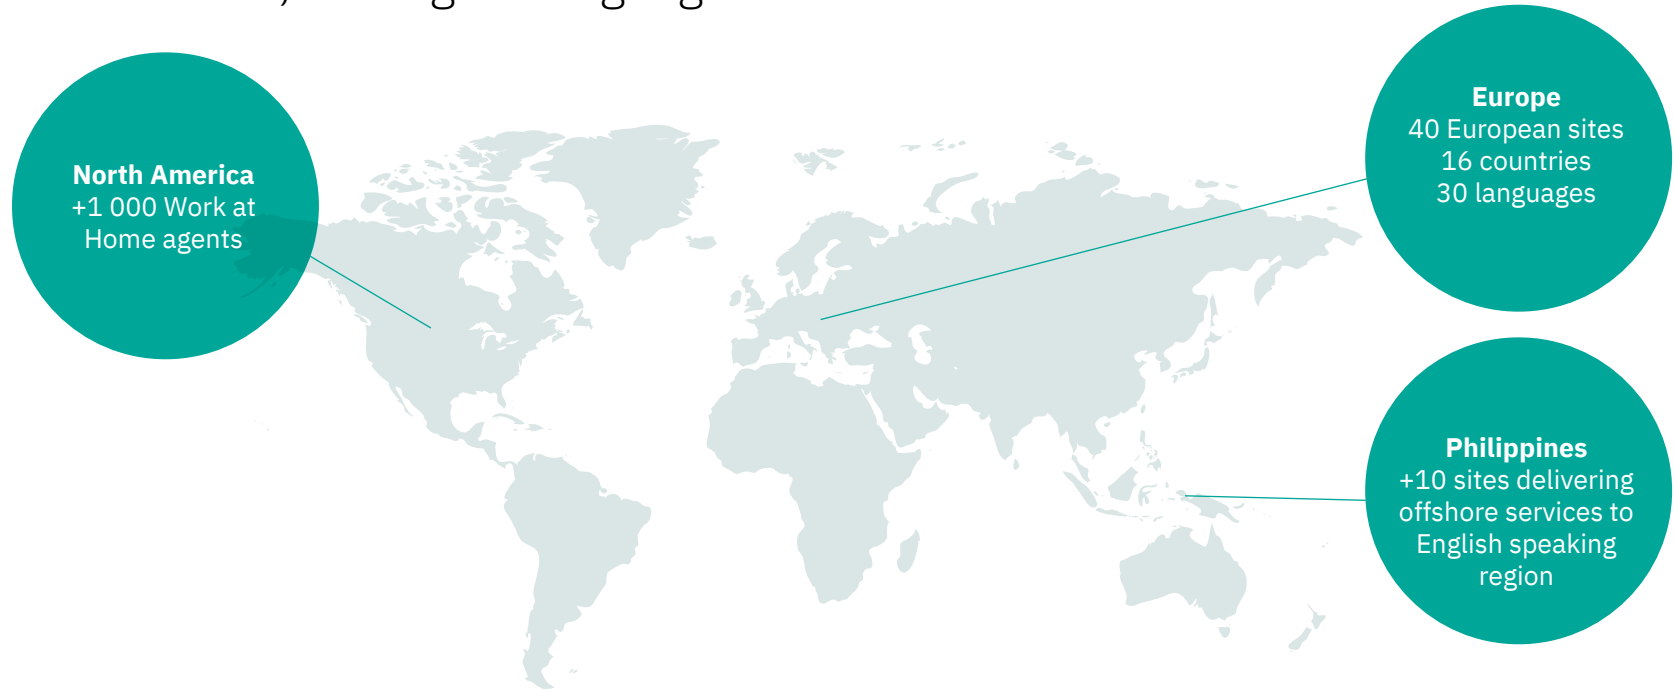 North America
+1 000 Work at
Home agents
Europe
40 European sites
16 countries
30 languages
Philippines
+10 sites delivering
offshore services to
English speaking
region